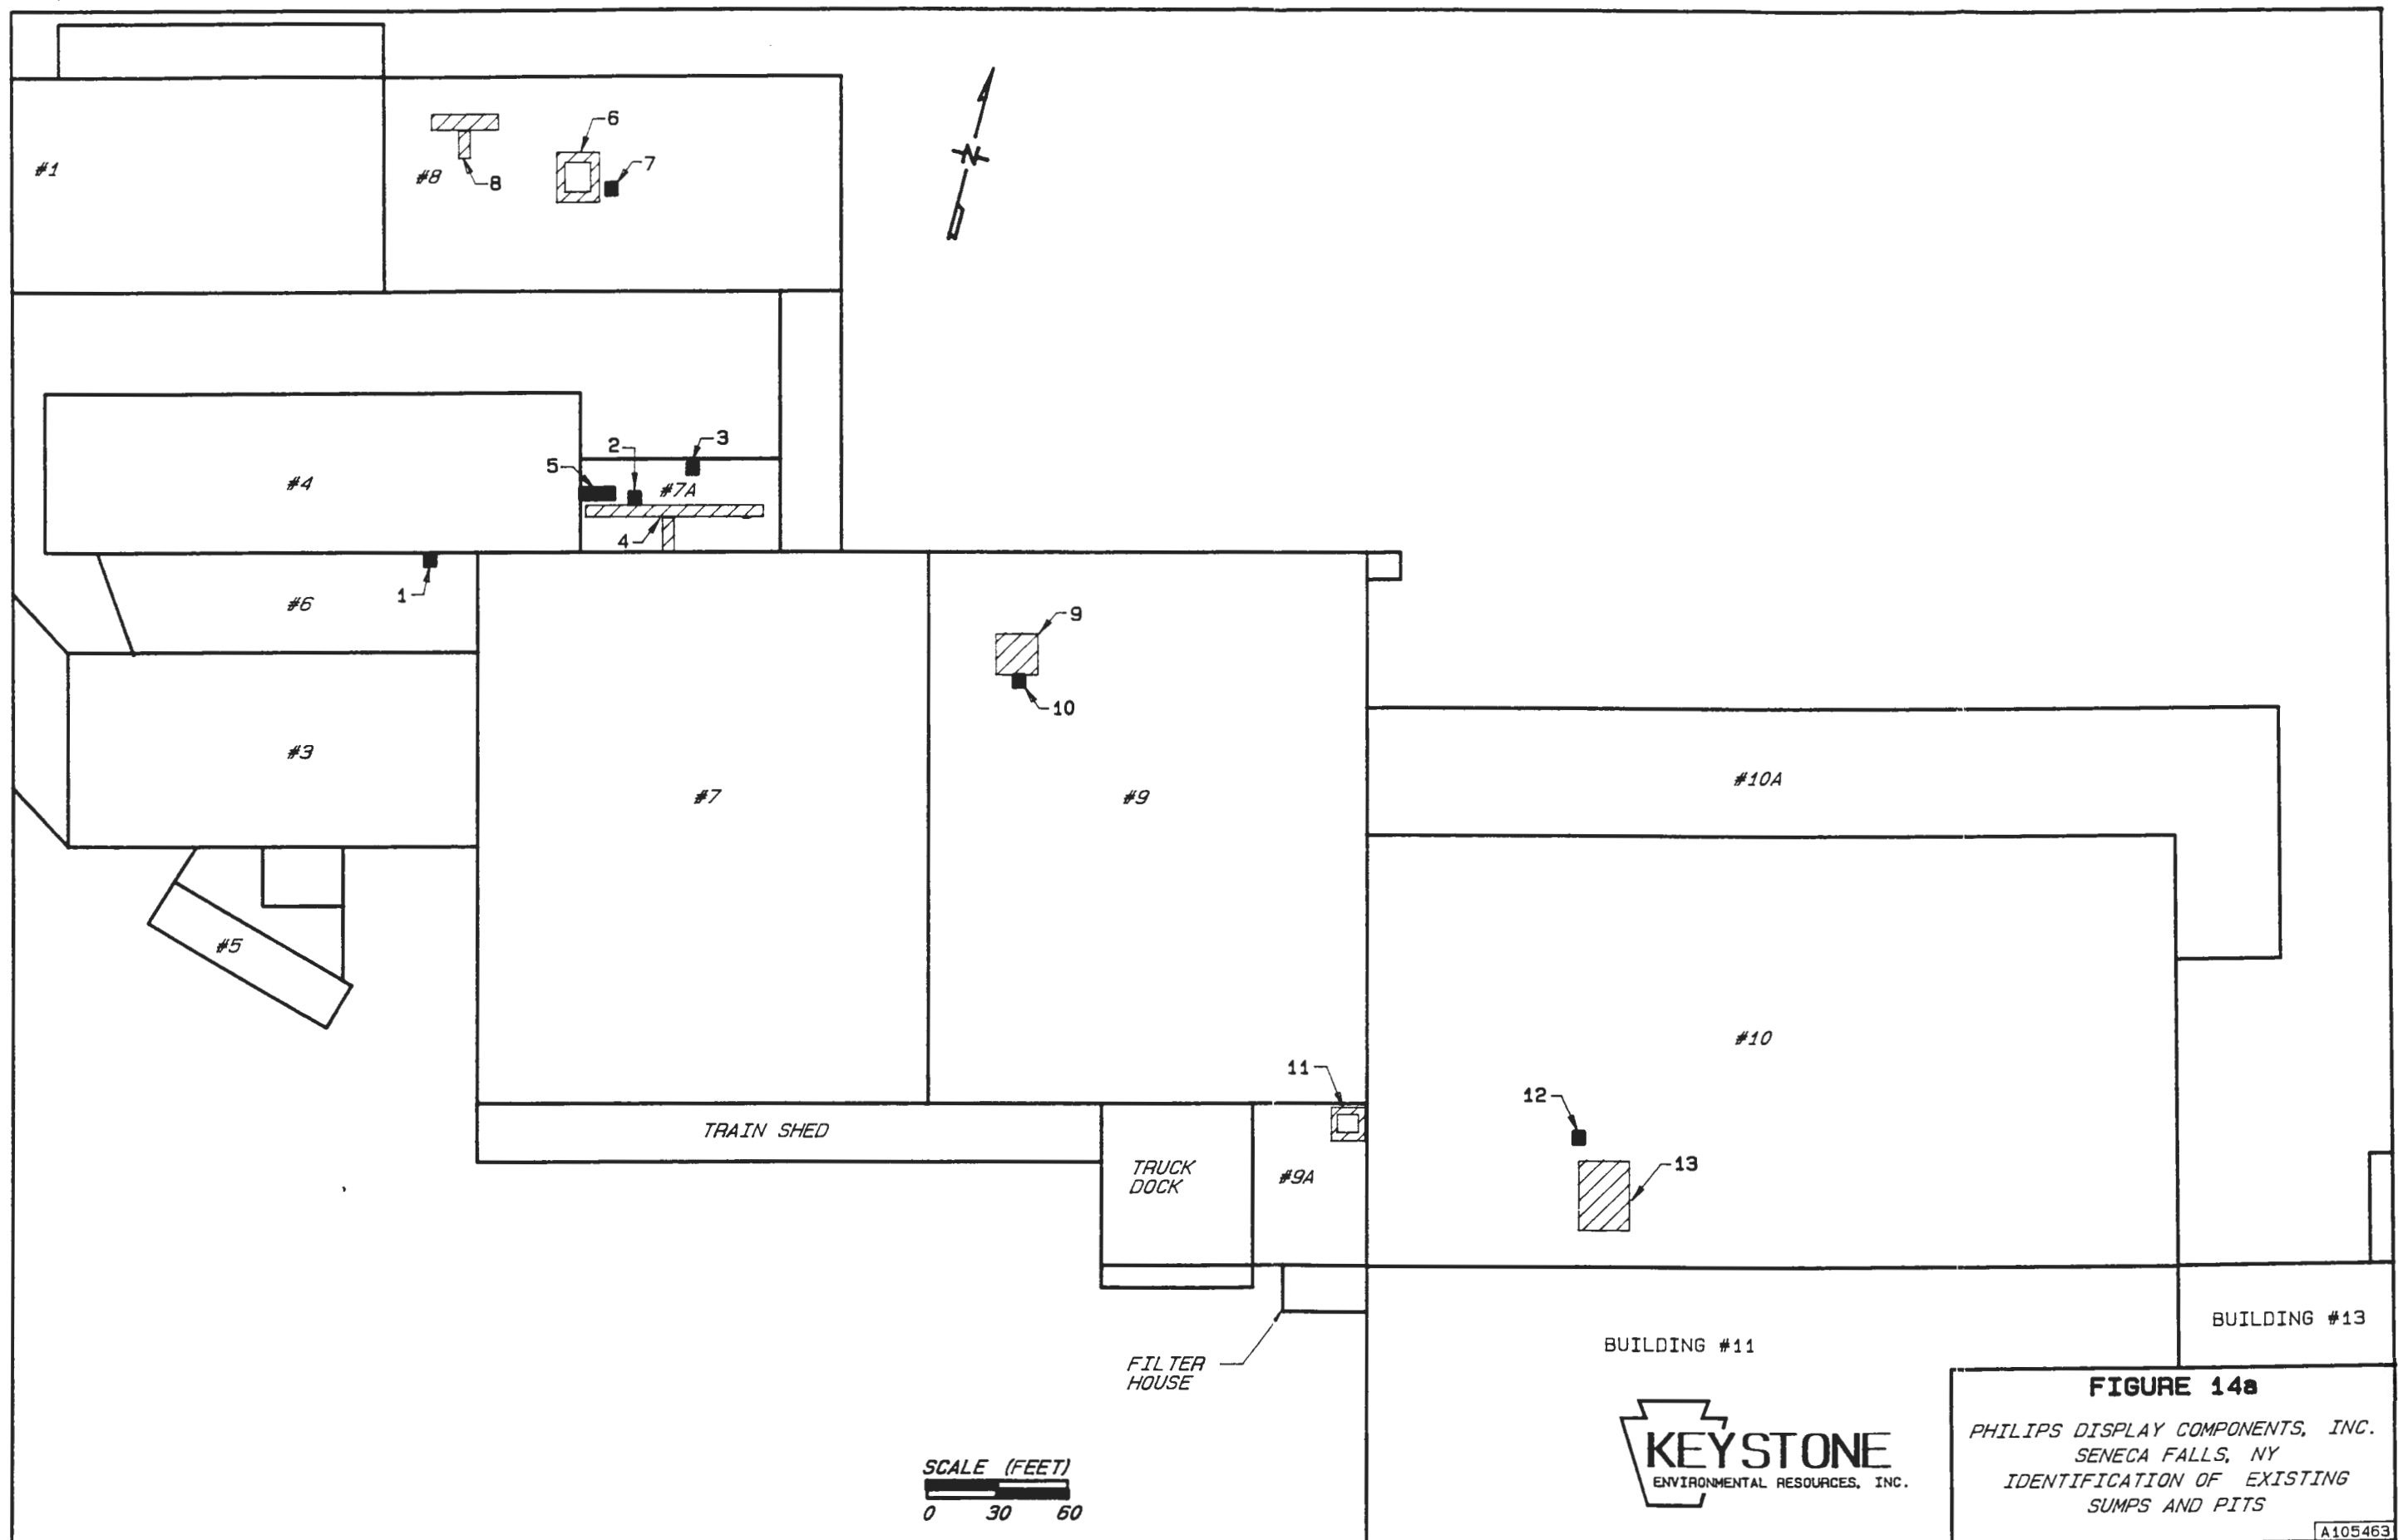 6
7
#1
#8
8
N
3
2
5
#4
#7A
4
1
#6
9
10
#3
#10A
#7
#9
#5
#10
11
12
TRAIN SHED
TRUCK
DOCK
#9A
13
BUILDING #13
BUILDING #11
FILTER
HOUSE
FIGURE 14a
PHILIPS DISPLAY COMPONENTS, INC.
SENECA FALLS, NY
IDENTIFICATION OF EXISTING
SUMPS AND PITS
A105463
KEYSTONE
ENVIRONMENTAL RESOURCES, INC.
SCALE (FEET)
0 30 60